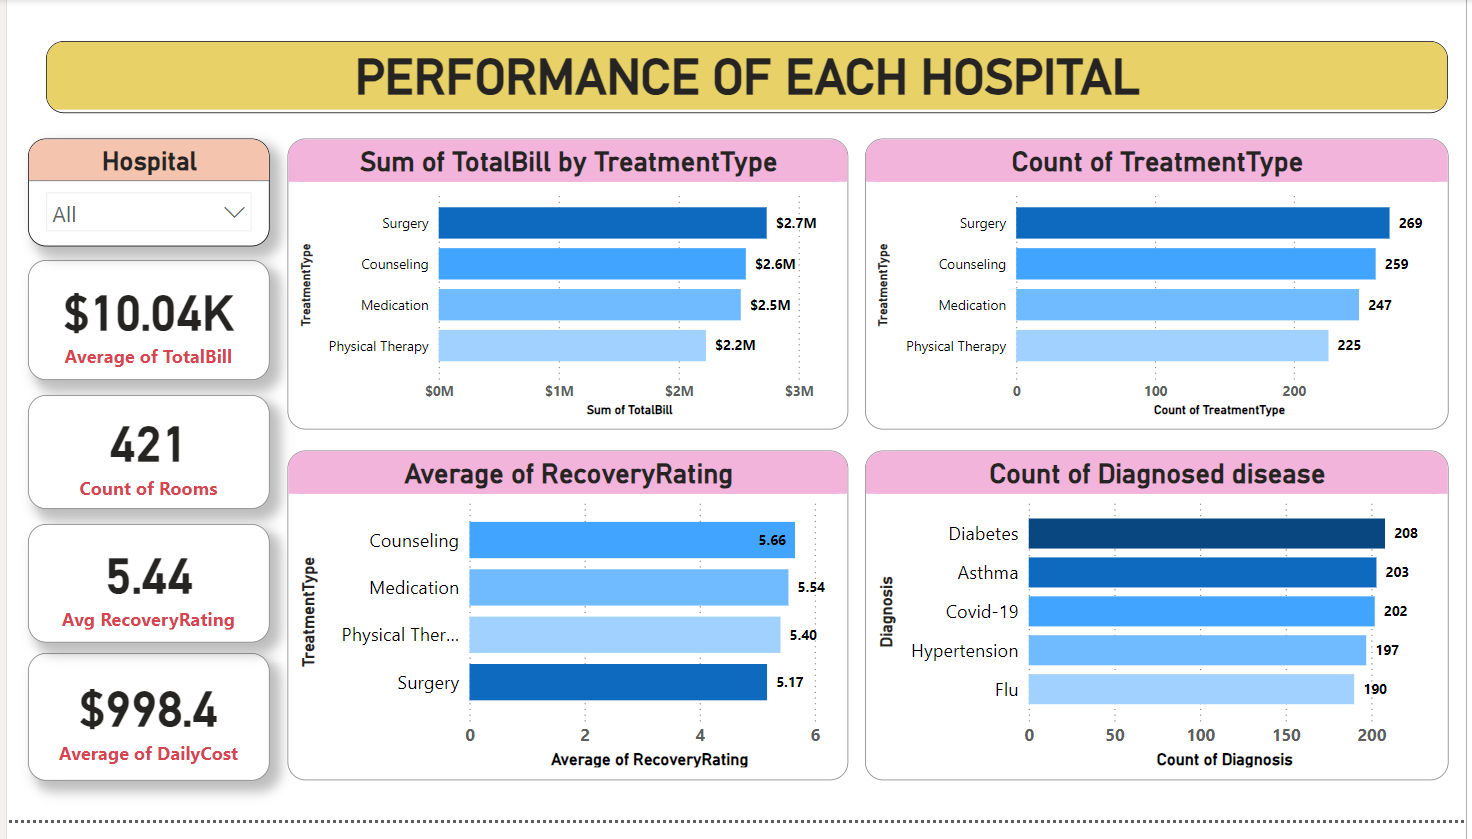 PERFORMANCE OF EACH HOSPITAL
Hospital
All
$10.04K
Average of TotalBill
421
Count of Rooms
5.44
Avg RecoveryRating
$998.4
Average of DailyCost
Sum of TotalBill by TreatmentType
TreatmentType
Surgery $2.7M
Counseling $2.6M
Medication $2.5M
Physical Therapy $2.2M
$0M $1M $2M $3M
Sum of TotalBill
Count of TreatmentType
TreatmentType
Surgery 269
Counseling 259
Medication 247
Physical Therapy 225
0 100 200
Count of TreatmentType
Average of RecoveryRating
TreatmentType
Counseling 5.66
Medication 5.54
Physical Ther... 5.40
Surgery 5.17
0 2 4 6
Average of RecoveryRating
Count of Diagnosed disease
Diagnosis
Diabetes 208
Asthma 203
Covid-19 202
Hypertension 197
Flu 190
0 50 100 150 200
Count of Diagnosis